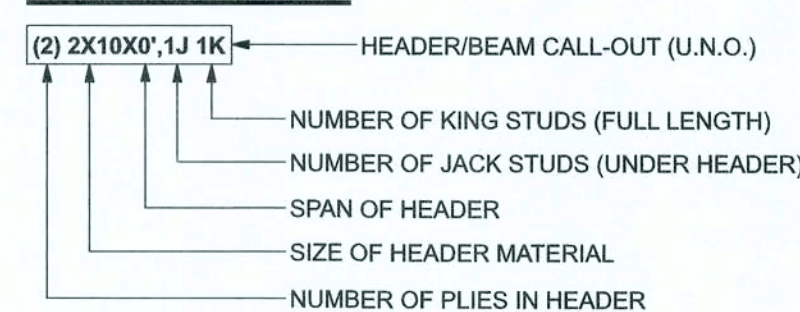 (2) 2X10X0',1J 1K HEADER/BEAM CALL-OUT (U.N.O.)
NUMBER OF KING STUDS (FULL LENGTH)
NUMBER OF JACK STUDS (UNDER HEADER)
SPAN OF HEADER
SIZE OF HEADER MATERIAL
NUMBER OF PLIES IN HEADER